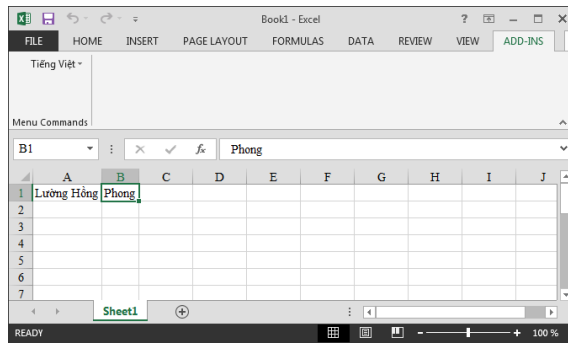 Book1 - Excel
?
FILE HOME INSERT PAGE LAYOUT FORMULAS DATA REVIEW VIEW ADD-INS
Tiếng Việt
Menu Commands
B1 fx Phong
A B C D E F G H I J
1 Lường Hồng Phong
2
3
4
5
6
7
Sheet1
READY 100 %